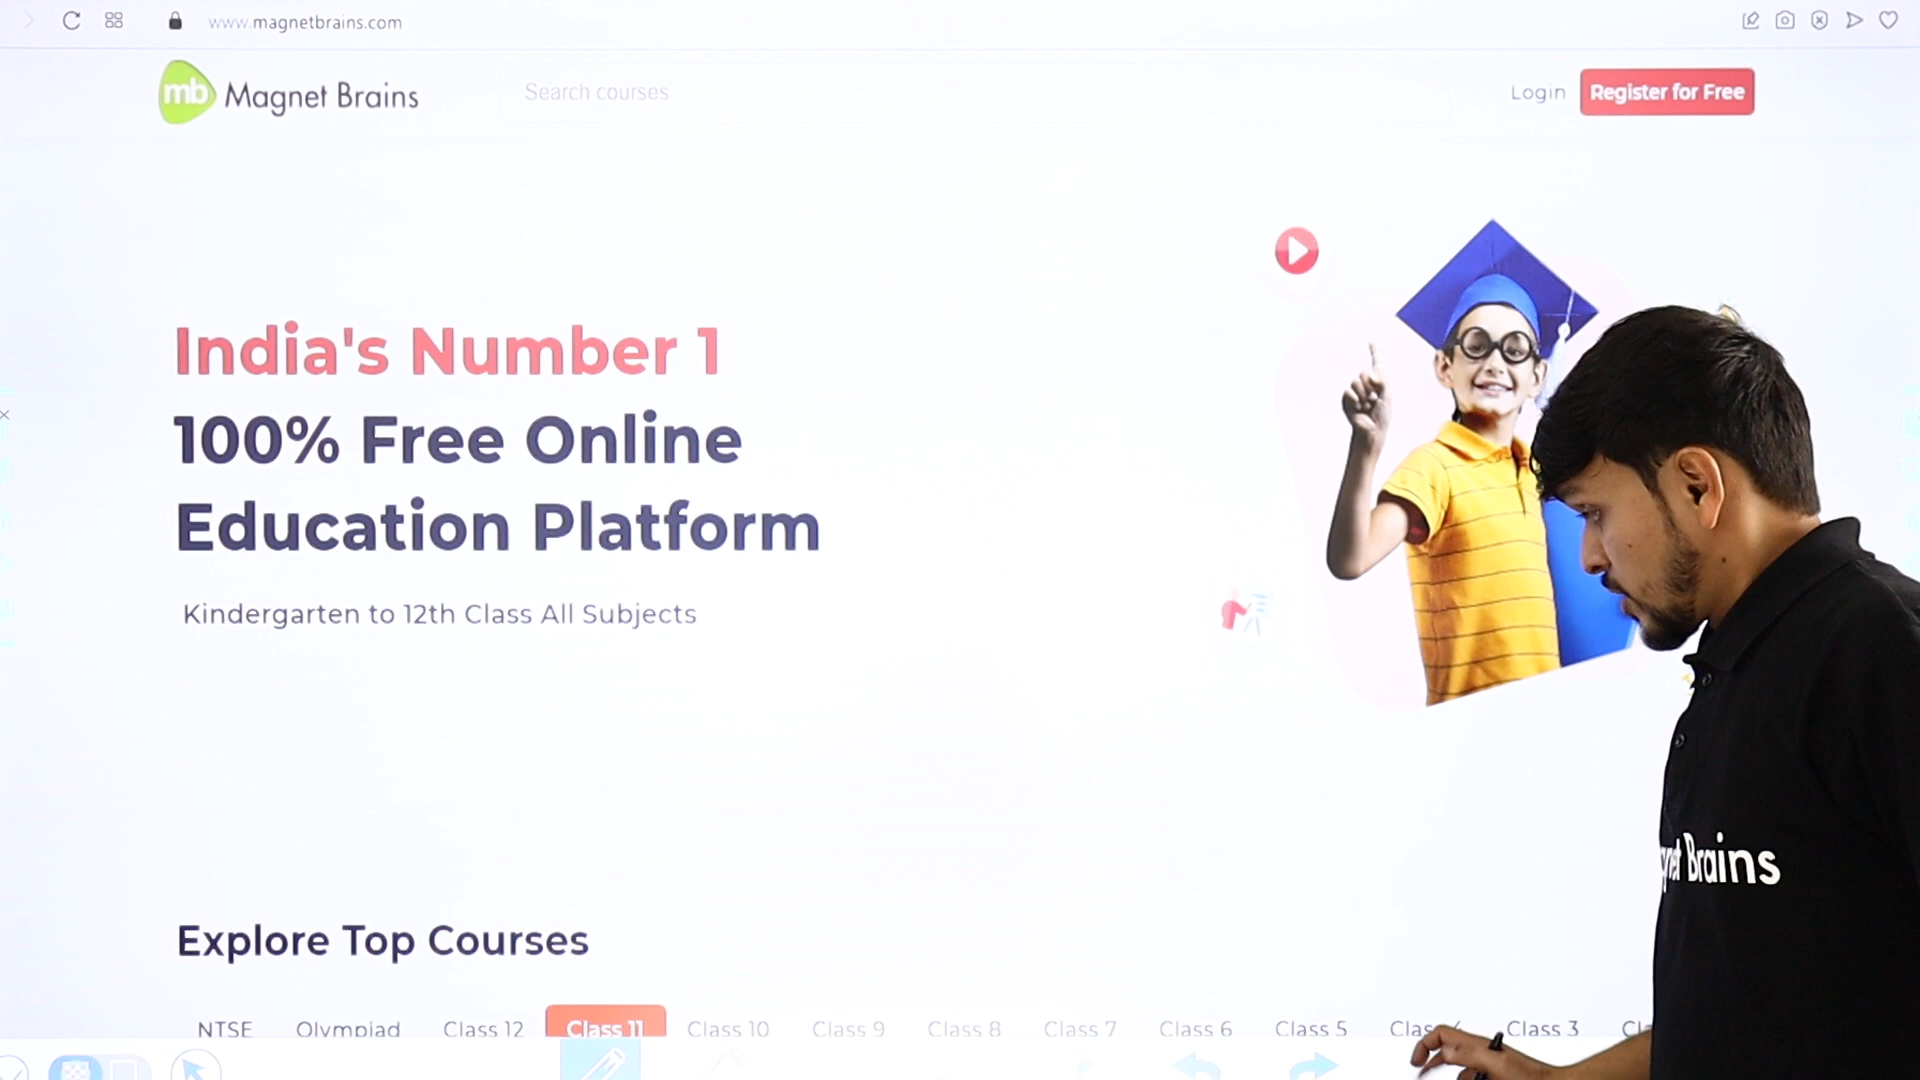 www.magnetbrains.com
mb Magnet Brains
Search courses
Login
Register for Free
India's Number 1
100% Free Online
Education Platform
Kindergarten to 12th Class All Subjects
Brains
Explore Top Courses
NTSE
Olympiad
Class 12
Class 11
Class 10
Class 9
Class 8
Class 7
Class 6
Class 5
Class 3